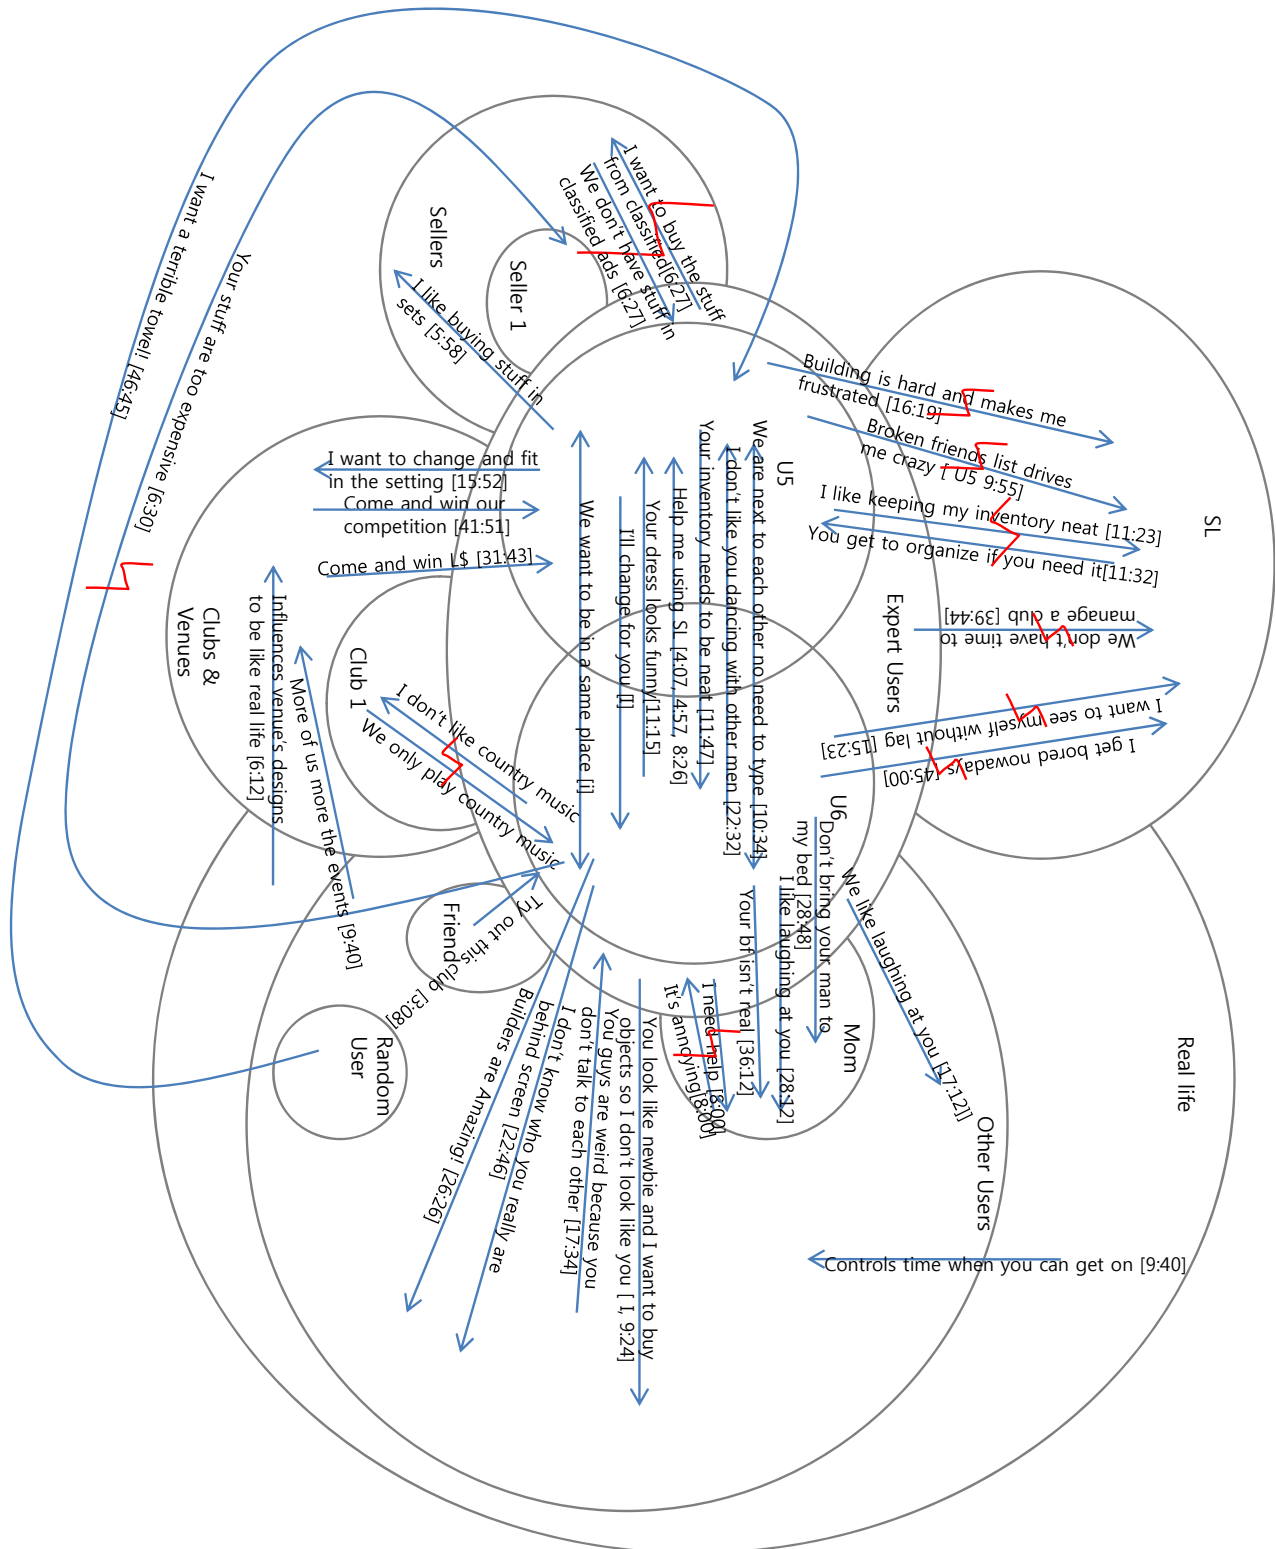 I want to buy the stuff
from classified[6:27]
We don't have stuff in
classified ads [6:27]
Sellers
Seller 1
I like buying stuff in
sets [5:58]
I want a terrible towel! [46:45]
Your stuff are too expensive [6:30]
Building is hard and makes me
frustrated [16:19]
Broken friends list drives
me crazy [ U5 9:55]
I like keeping my inventory neat [11:23]
You get to organize if you need it[11:32]
SL
We don't have time to
manage a club [39:44]
I want to see myself without lag [15:23]
I get bored nowadays [45:00]
Expert Users
U5
We are next to each other no need to type [10:34]
I don't like you dancing with other men [22:32]
Your inventory needs to be neat [11:47]
Help me using SL [4:07, 4:57, 8:26]
Your dress looks funny[11:15]
I'll change for you [J]
We want to be in a same place [i]
U6
I want to change and fit
in the setting [15:52]
Come and win our
competition [41:51]
Come and win L$ [31:43]
Clubs &
Venues
Club 1
Influences venue's designs
to be like real life [6:12]
More of us more the events [9:40]
I don't like country music
We only play country music
Friend
Try out this club [3:08]
Random
User
Don't bring your man to
my bed [28:48]
I like laughing at you [28:12]
Your bf isn't real [36:12]
We like laughing at you [17:12]]
Mom
I need help [8:00]
It's annoying[8:00]
You look like newbie and I want to buy
objects so I don't look like you [ I, 9:24]
You guys are weird because you
don't talk to each other [17:34]
I don't know who you really are
behind screen [22:46]
Builders are Amazing! [26:26]
Other Users
Real life
Controls time when you can get on [9:40]